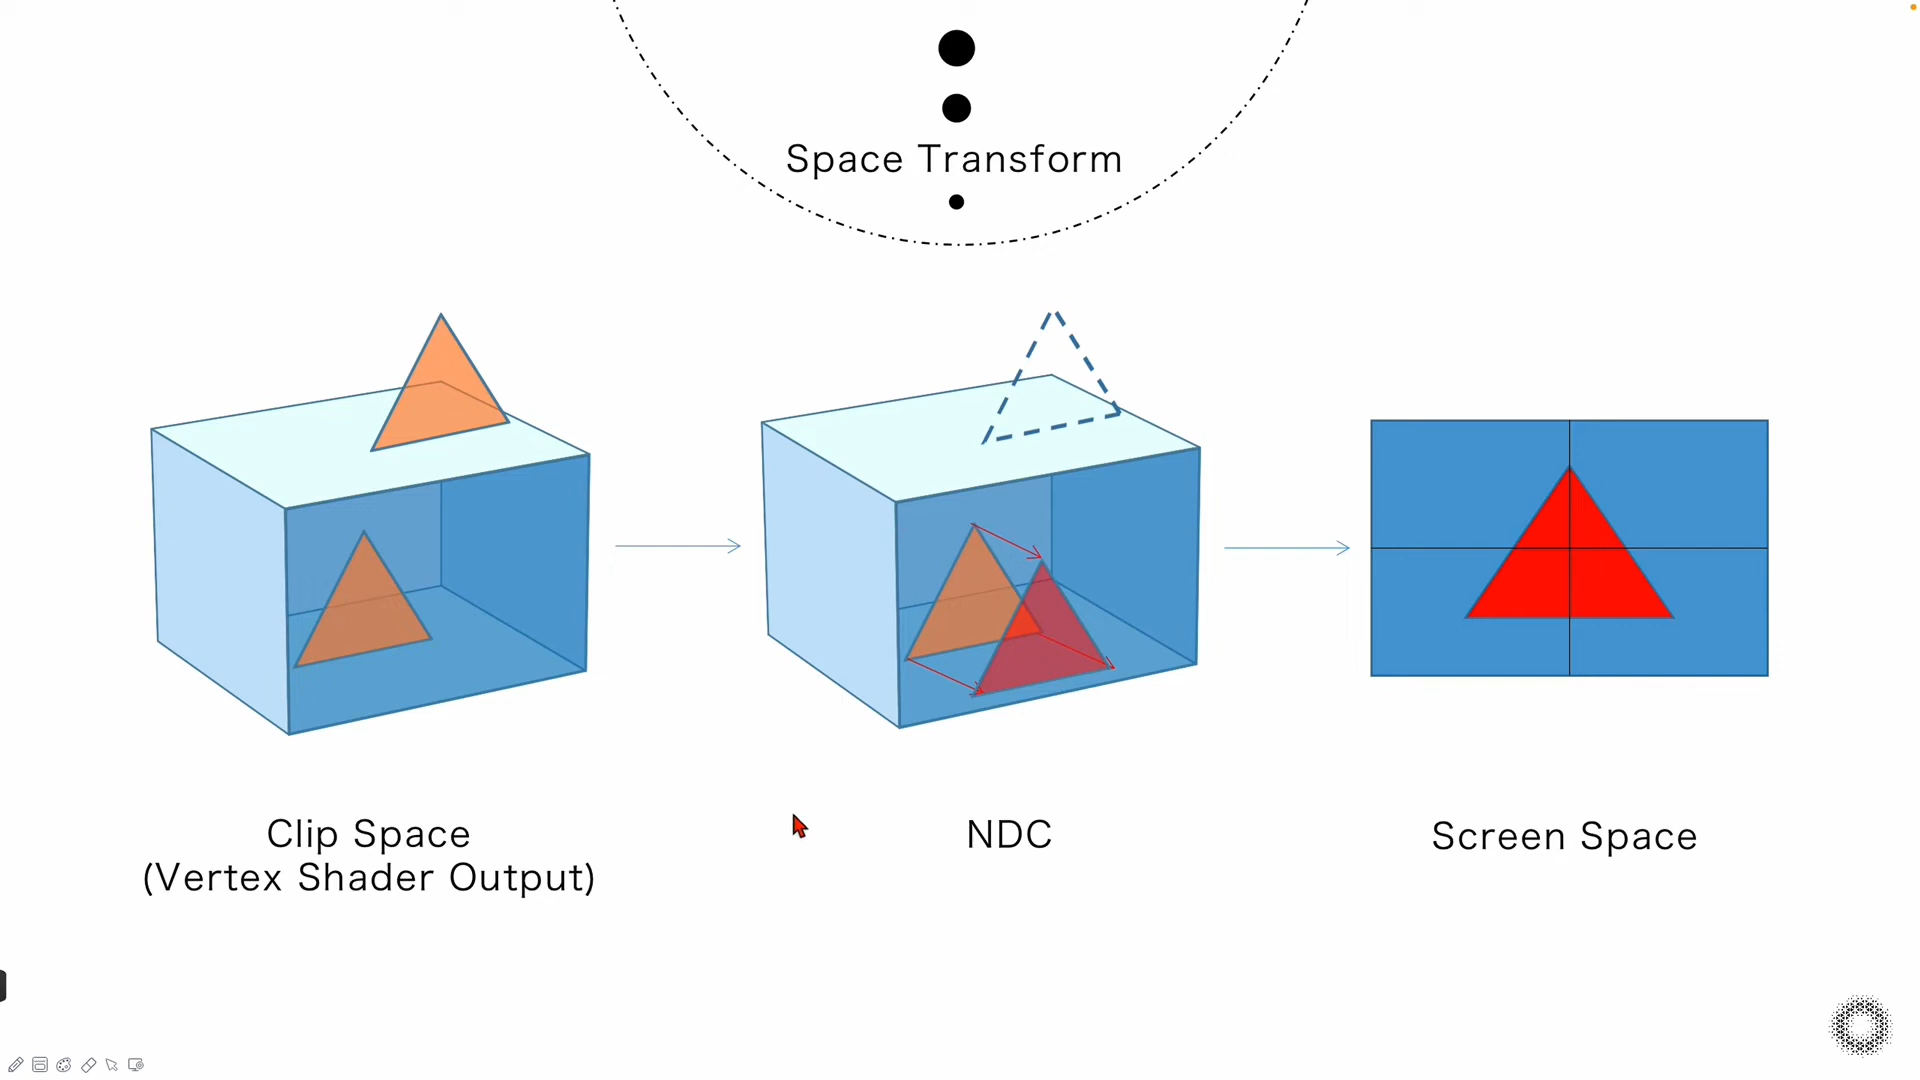 Space Transform
Clip Space
(Vertex Shader Output)
NDC
Screen Space